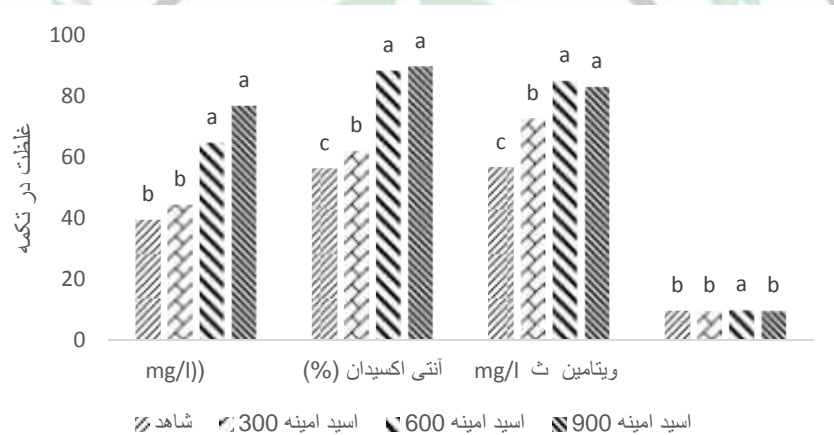 غلظت در تکمه
100
80
60
40
20
0
b b a a
c b a a
c b a a
b b a b
mg/l))
آنتی اکسیدان (%)
ویتامین ث mg/l
شاهد
اسید امینه 300
اسید امینه 600
اسید امینه 900